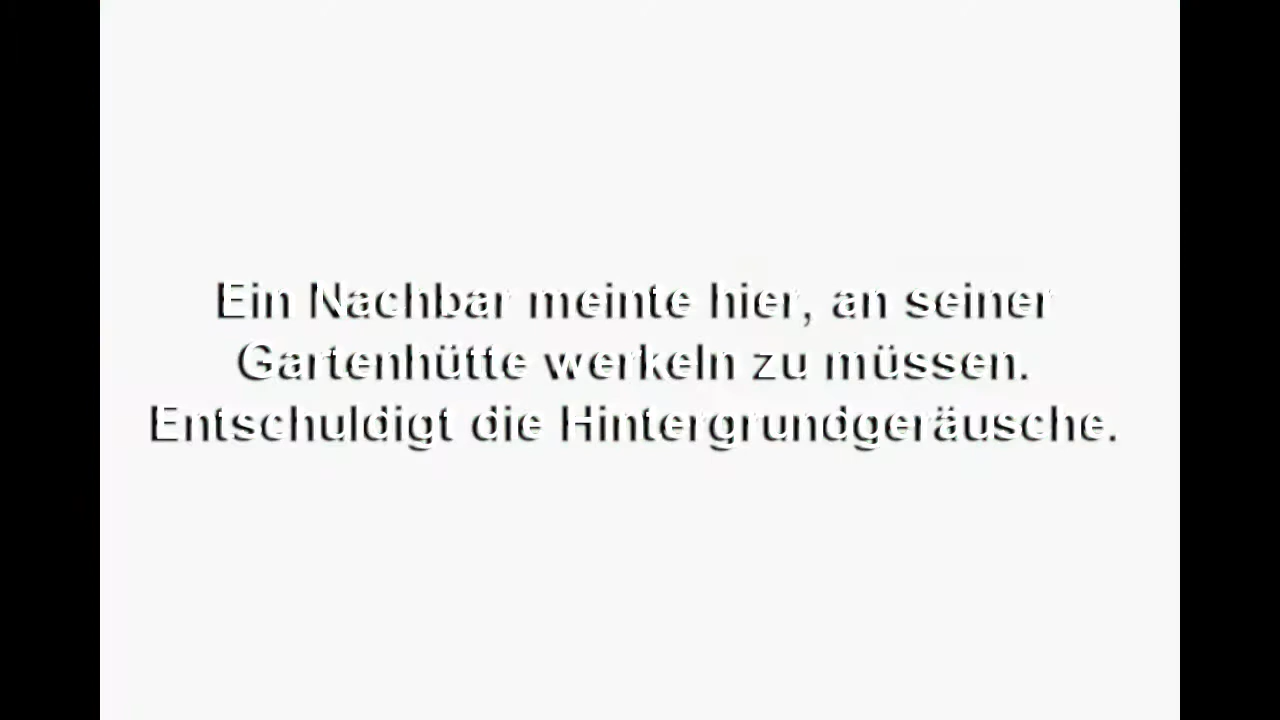 Ein Nachbar meinte hier, an seiner
Gartenhütte werkeln zu müssen.
Entschuldigt die Hintergrundgeräusche.